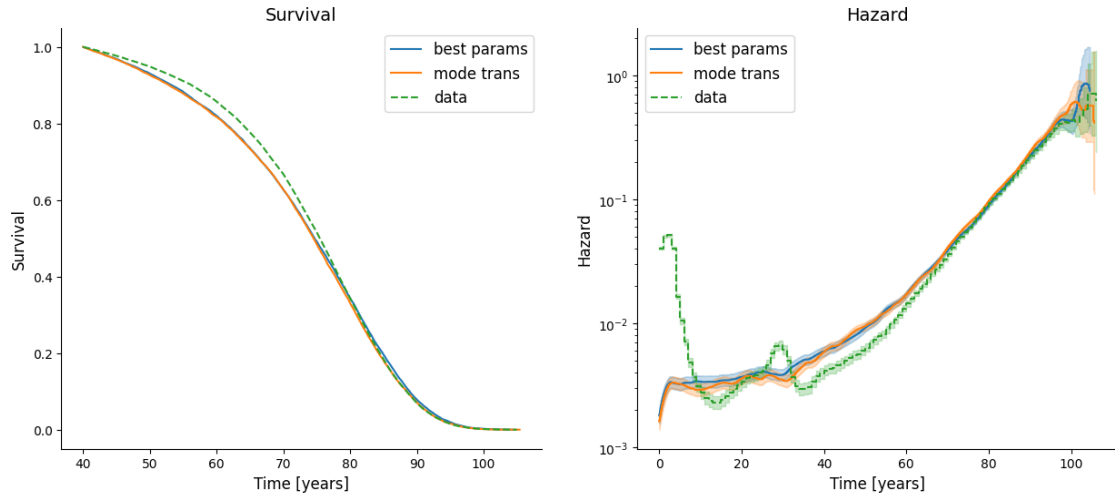 Survival
best params
mode trans
data
1.0
0.8
0.6
0.4
0.2
0.0
Survival
40
50
60
70
80
90
100
Time [years]
Hazard
best params
mode trans
data
10⁰
10⁻¹
10⁻²
10⁻³
Hazard
0
20
40
60
80
100
Time [years]